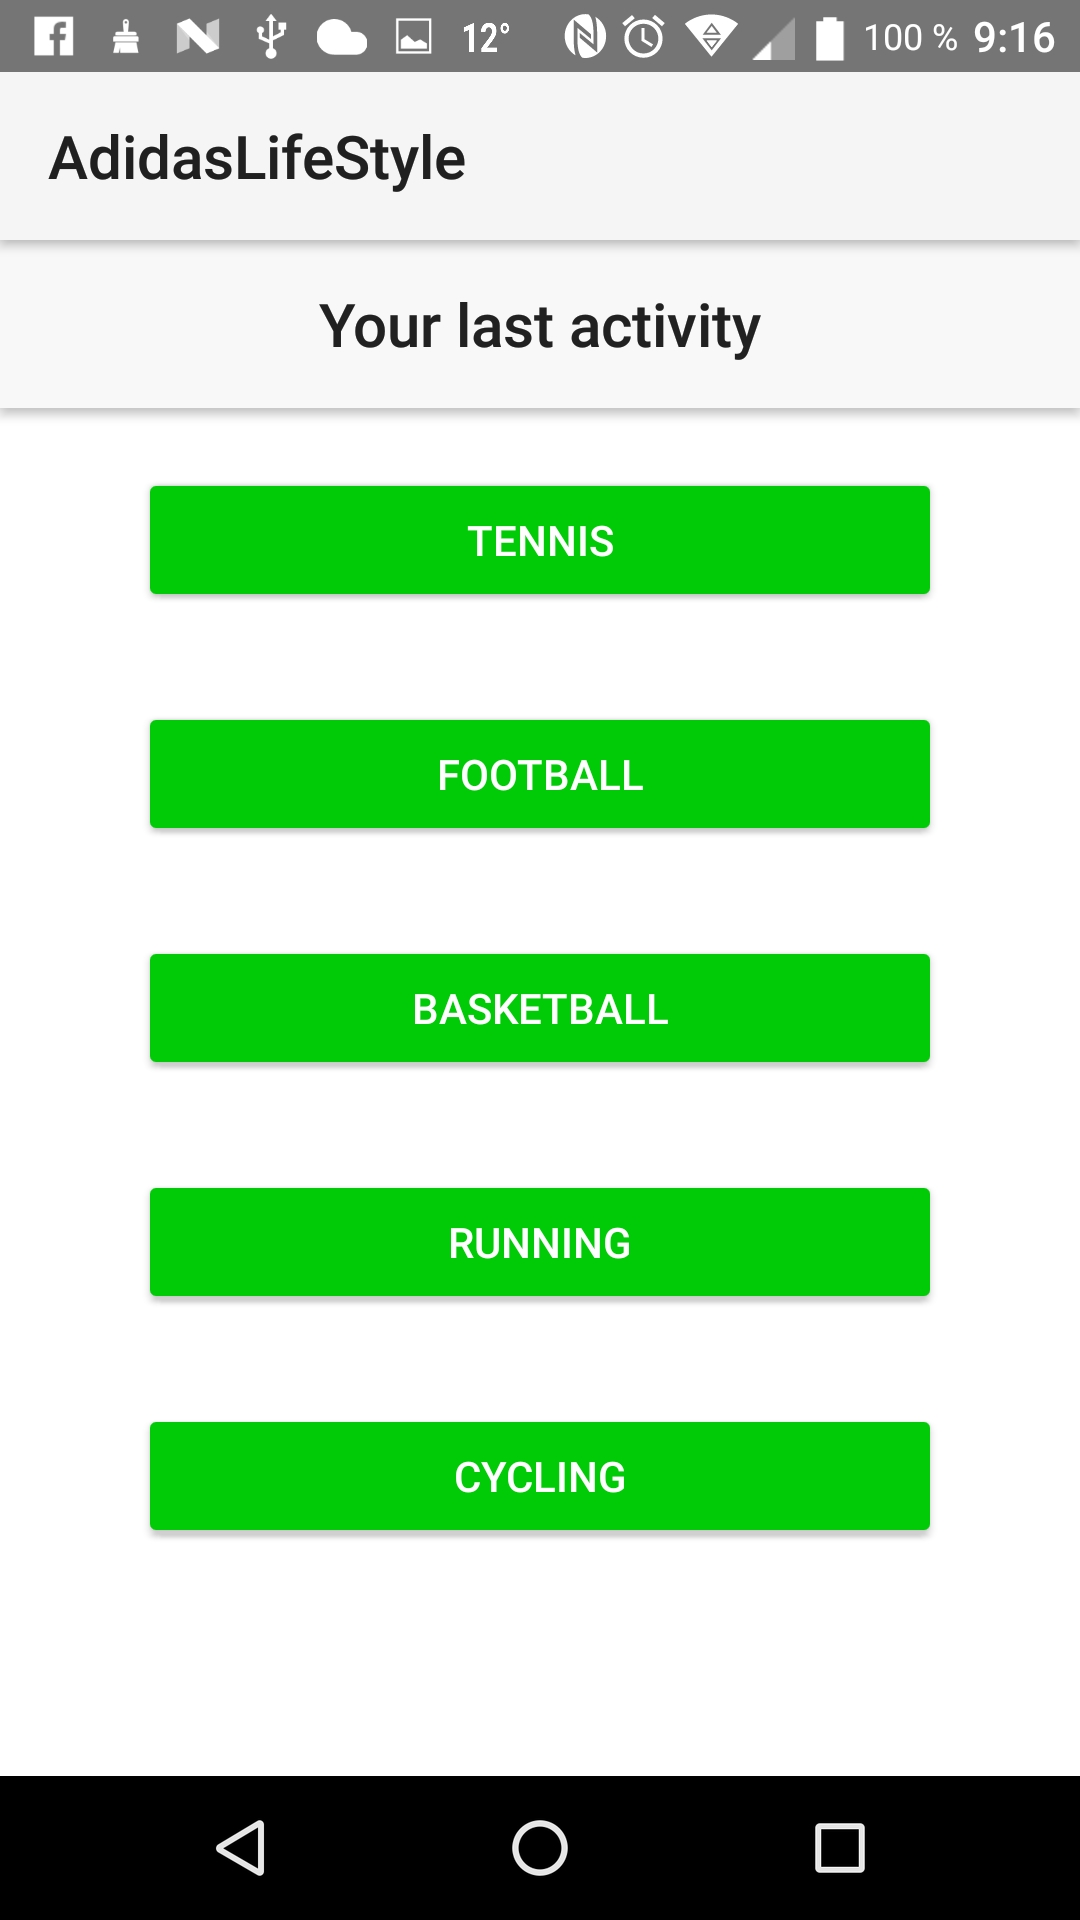 12° 100 % 9:16
AdidasLifeStyle
Your last activity
TENNIS
FOOTBALL
BASKETBALL
RUNNING
CYCLING